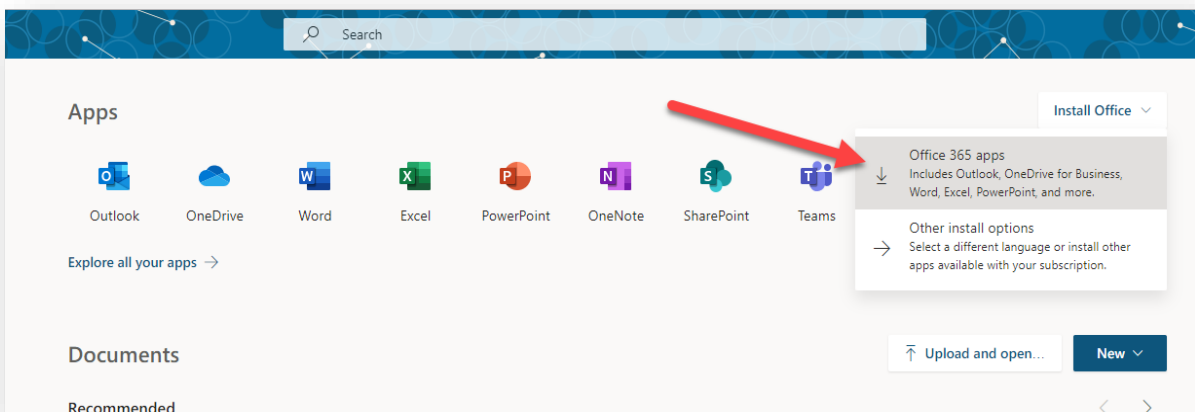 Search
Apps
Install Office
Office 365 apps
Includes Outlook, OneDrive for Business,
Word, Excel, PowerPoint, and more.
Other install options
Select a different language or install other
apps available with your subscription.
Outlook
OneDrive
Word
Excel
PowerPoint
OneNote
SharePoint
Teams
Explore all your apps
Documents
Upload and open...
New
Recommended